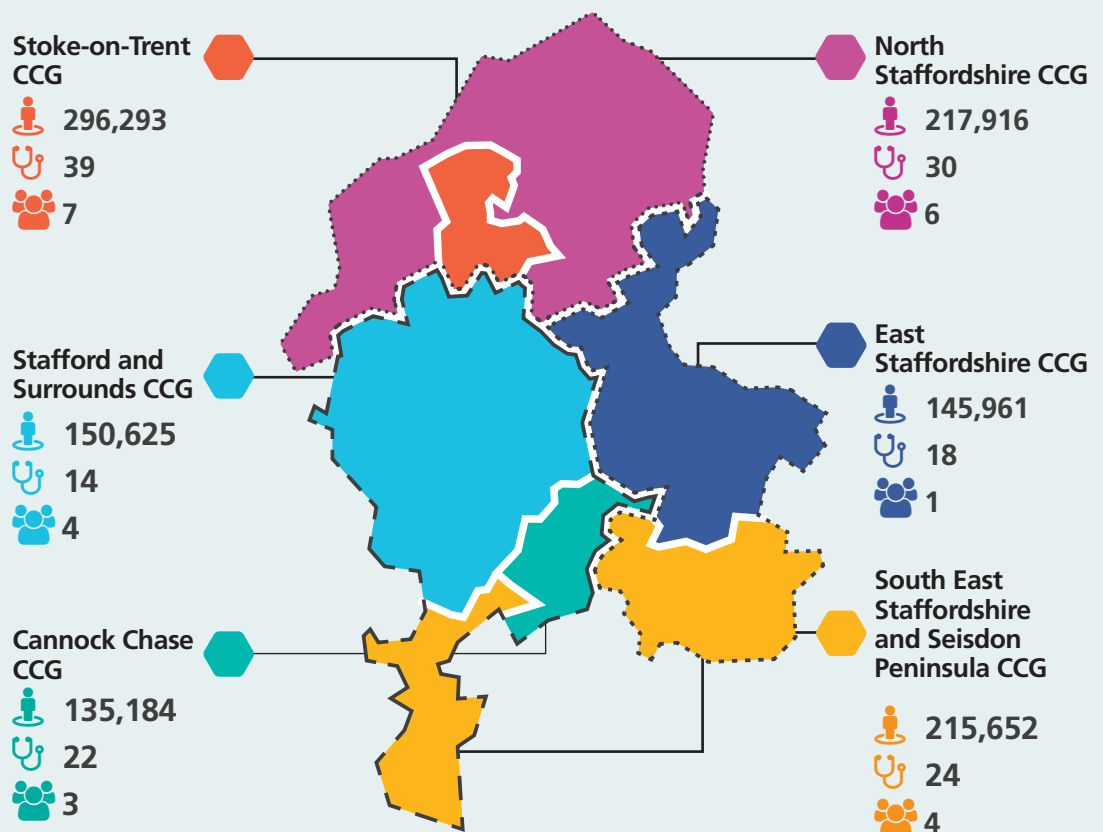 Stoke-on-Trent
CCG
296,293
39
7
North
Staffordshire CCG
217,916
30
6
Stafford and
Surrounds CCG
150,625
14
4
East
Staffordshire CCG
145,961
18
1
Cannock Chase
CCG
135,184
22
3
South East
Staffordshire
and Seisdon
Peninsula CCG
215,652
24
4